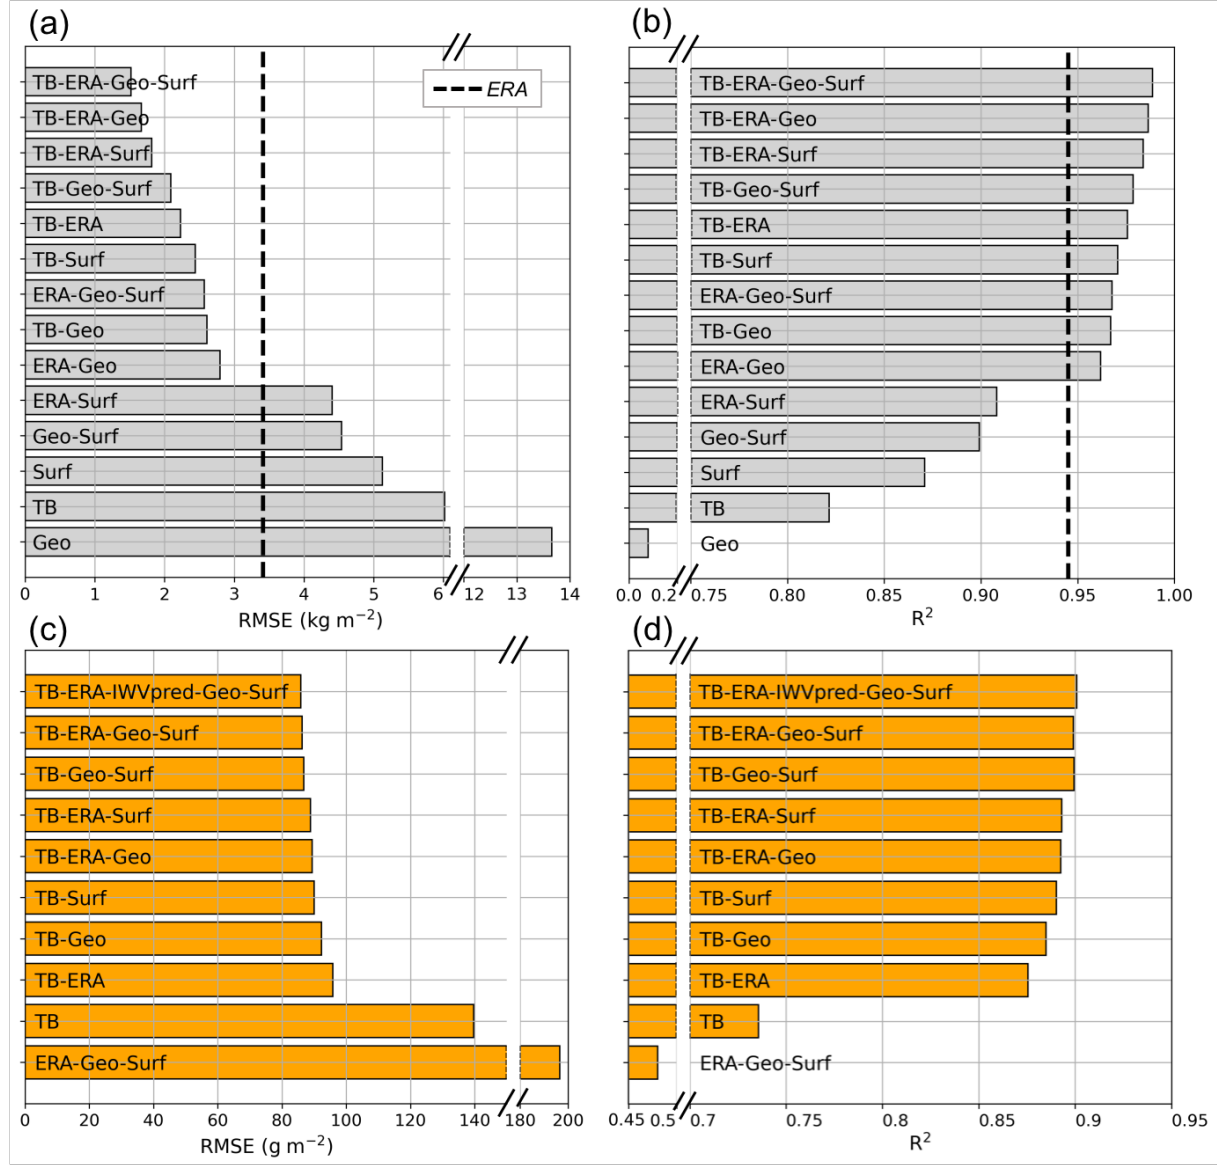 (a)
TB-ERA-Geo-Surf
TB-ERA-Geo
TB-ERA-Surf
TB-Geo-Surf
TB-ERA
TB-Surf
ERA-Geo-Surf
TB-Geo
ERA-Geo
ERA-Surf
Geo-Surf
Surf
TB
Geo
ERA
0 1 2 3 4 5 6 12 13 14
RMSE (kg m⁻²)
(b)
TB-ERA-Geo-Surf
TB-ERA-Geo
TB-ERA-Surf
TB-Geo-Surf
TB-ERA
TB-Surf
ERA-Geo-Surf
TB-Geo
ERA-Geo
ERA-Surf
Geo-Surf
Surf
TB
Geo
0.0 0.2 0.75 0.80 0.85 0.90 0.95 1.00
R²
(c)
TB-ERA-IWVpred-Geo-Surf
TB-ERA-Geo-Surf
TB-Geo-Surf
TB-ERA-Surf
TB-ERA-Geo
TB-Surf
TB-Geo
TB-ERA
TB
ERA-Geo-Surf
0 20 40 60 80 100 120 140 180 200
RMSE (g m⁻²)
(d)
TB-ERA-IWVpred-Geo-Surf
TB-ERA-Geo-Surf
TB-Geo-Surf
TB-ERA-Surf
TB-ERA-Geo
TB-Surf
TB-Geo
TB-ERA
TB
ERA-Geo-Surf
0.45 0.5 0.7 0.8 0.85 0.9 0.95
R²